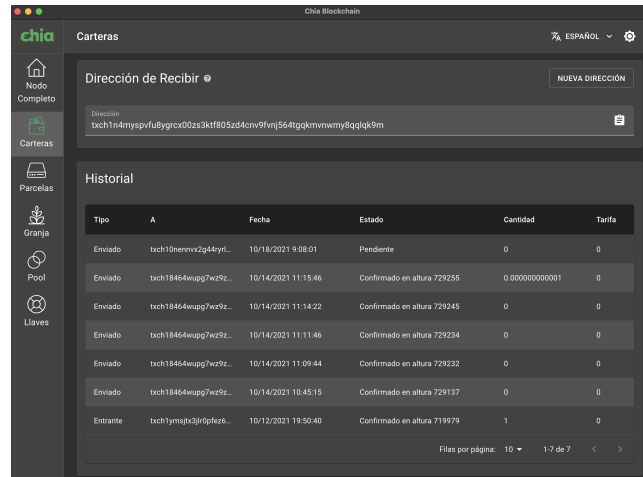 Chia Blockchain
chia
Carteras
ESPAÑOL
Nodo
Completo
Carteras
Parcelas
Granja
Pool
Llaves
Dirección de Recibir
NUEVA DIRECCIÓN
Dirección
txch1n4myspvfu8ygrcx00zs3ktf805zd4cnv9fvnj564tgqkmvnwmy8qqlqk9m
Historial
Tipo A Fecha Estado Cantidad Tarifa
Enviado txch10nennvx2g44ryrl... 10/18/2021 9:08:01 Pendiente 0 0
Enviado txch18464wupg7wz9z... 10/14/2021 11:15:46 Confirmado en altura 729255 0.000000000001 0
Enviado txch18464wupg7wz9z... 10/14/2021 11:14:22 Confirmado en altura 729245 0 0
Enviado txch18464wupg7wz9z... 10/14/2021 11:11:46 Confirmado en altura 729234 0 0
Enviado txch18464wupg7wz9z... 10/14/2021 11:09:44 Confirmado en altura 729232 0 0
Enviado txch18464wupg7wz9z... 10/14/2021 10:45:15 Confirmado en altura 729137 0 0
Entrante txch1ymsjtx3jlr0pfez6... 10/12/2021 19:50:40 Confirmado en altura 719979 1 0
Filas por página: 10 1-7 de 7